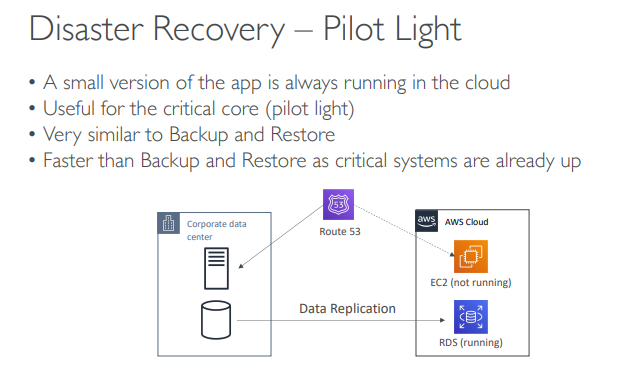 Disaster Recovery – Pilot Light
• A small version of the app is always running in the cloud
• Useful for the critical core (pilot light)
• Very similar to Backup and Restore
• Faster than Backup and Restore as critical systems are already up
Corporate data
center
53
Route 53
aws
AWS Cloud
EC2 (not running)
Data Replication
RDS (running)